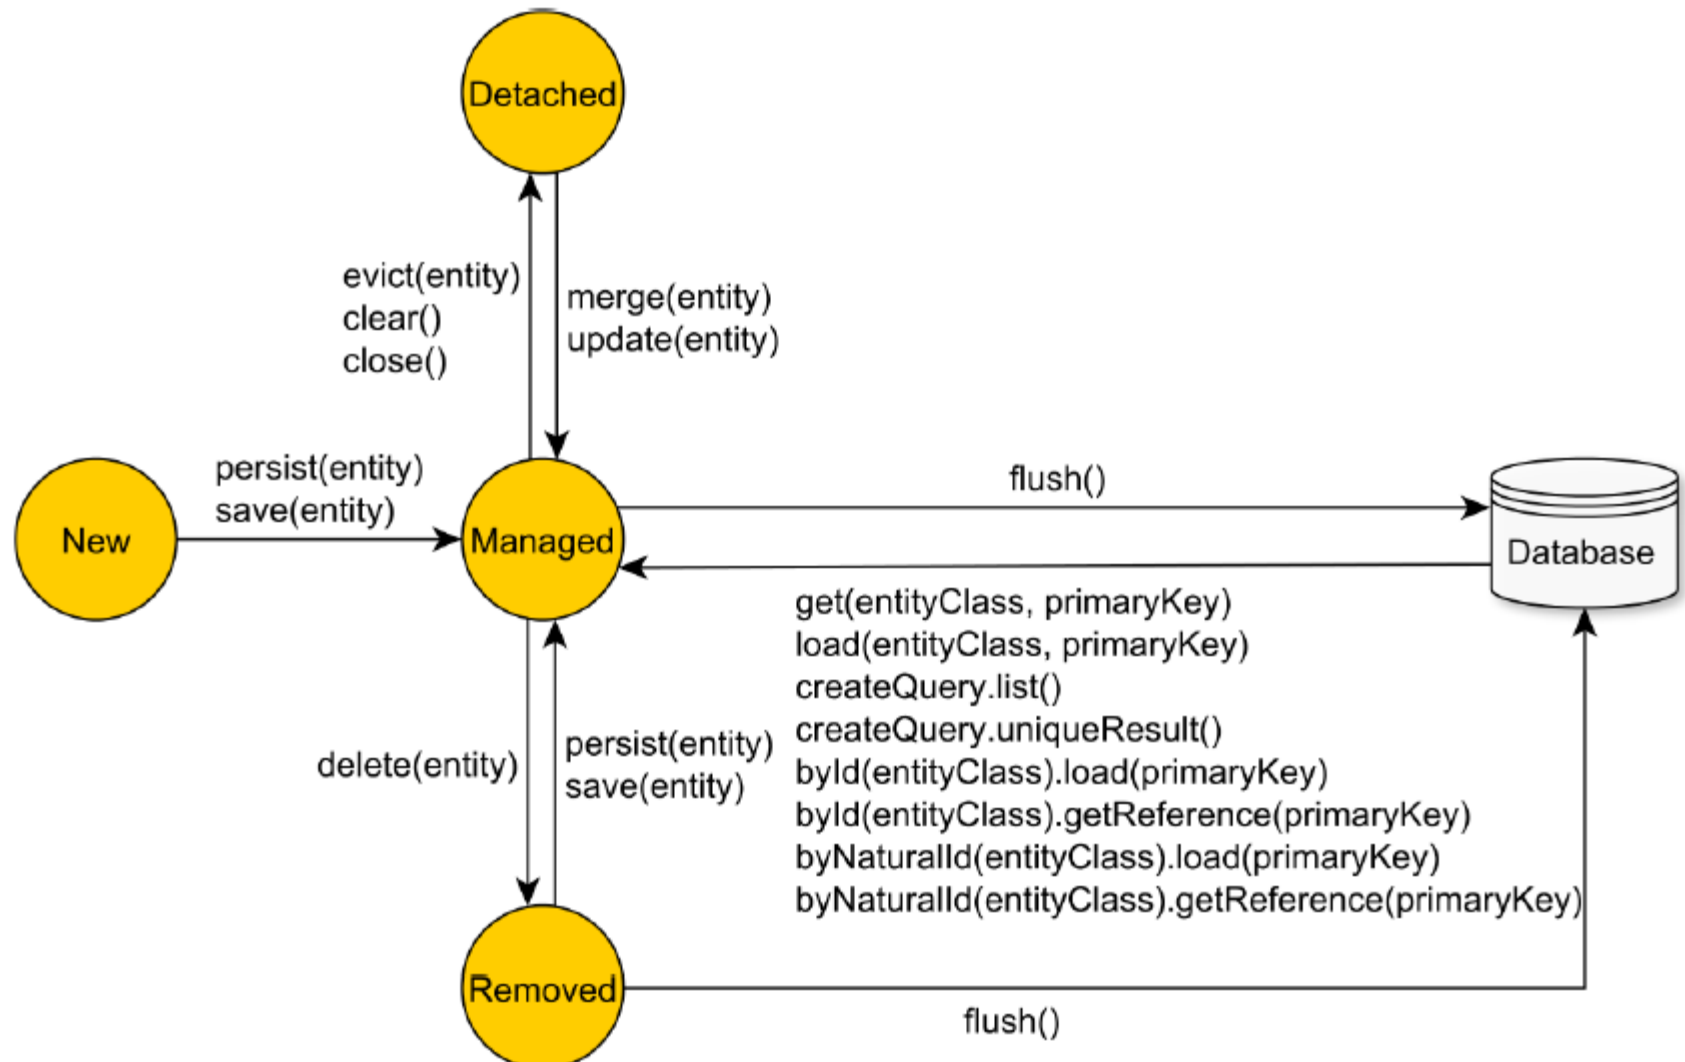 Detached
evict(entity)
clear()
close()
merge(entity)
update(entity)
New
persist(entity)
save(entity)
Managed
flush()
Database
get(entityClass, primaryKey)
load(entityClass, primaryKey)
createQuery.list()
createQuery.uniqueResult()
byId(entityClass).load(primaryKey)
byId(entityClass).getReference(primaryKey)
byNaturalId(entityClass).load(primaryKey)
byNaturalId(entityClass).getReference(primaryKey)
delete(entity)
persist(entity)
save(entity)
Removed
flush()